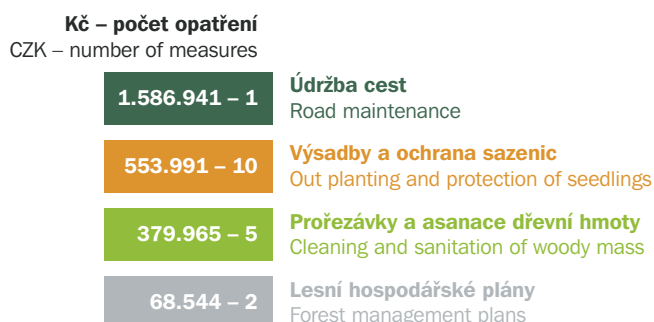 Kč – počet opatření
CZK – number of measures
1.586.941 – 1
Údržba cest
Road maintenance
553.991 – 10
Výsadby a ochrana sazenic
Out planting and protection of seedlings
379.965 – 5
Prořezávky a asanace dřevní hmoty
Cleaning and sanitation of woody mass
68.544 – 2
Lesní hospodářské plány
Forest management plans